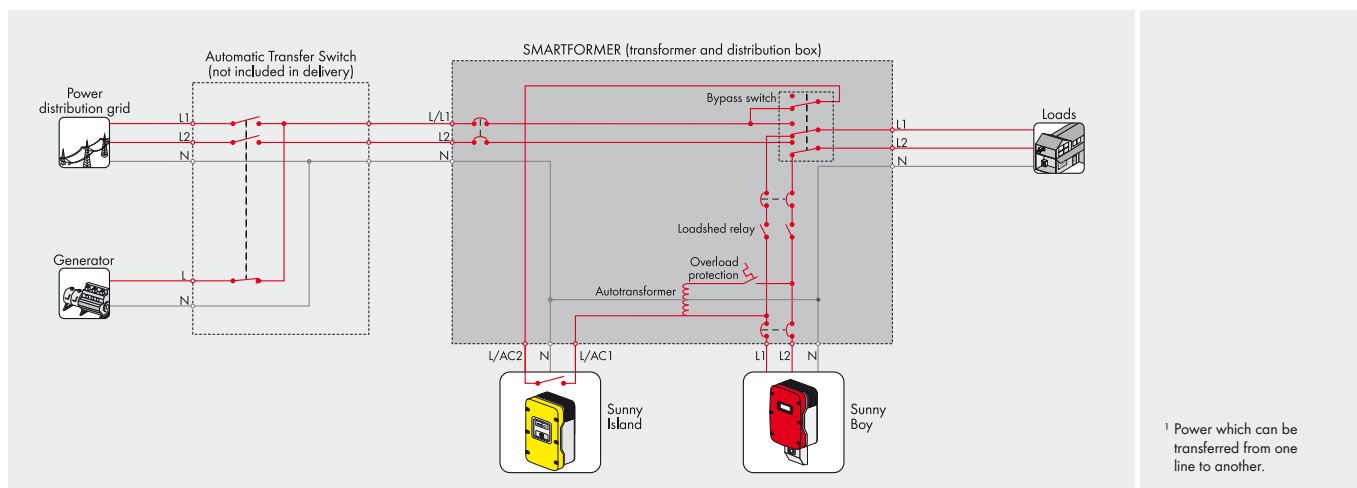 SMARTFORMER (transformer and distribution box)
Automatic Transfer Switch
(not included in delivery)
Power
distribution grid
L1
L2
N
L/L1
L2
N
Bypass switch
L1
L2
N
Loads
Loadshed relay
Generator
L
N
Overload
protection
Autotransformer
L/AC2
N
L/AC1
L1
L2
N
Sunny
Island
Sunny
Boy
¹ Power which can be
transferred from one
line to another.